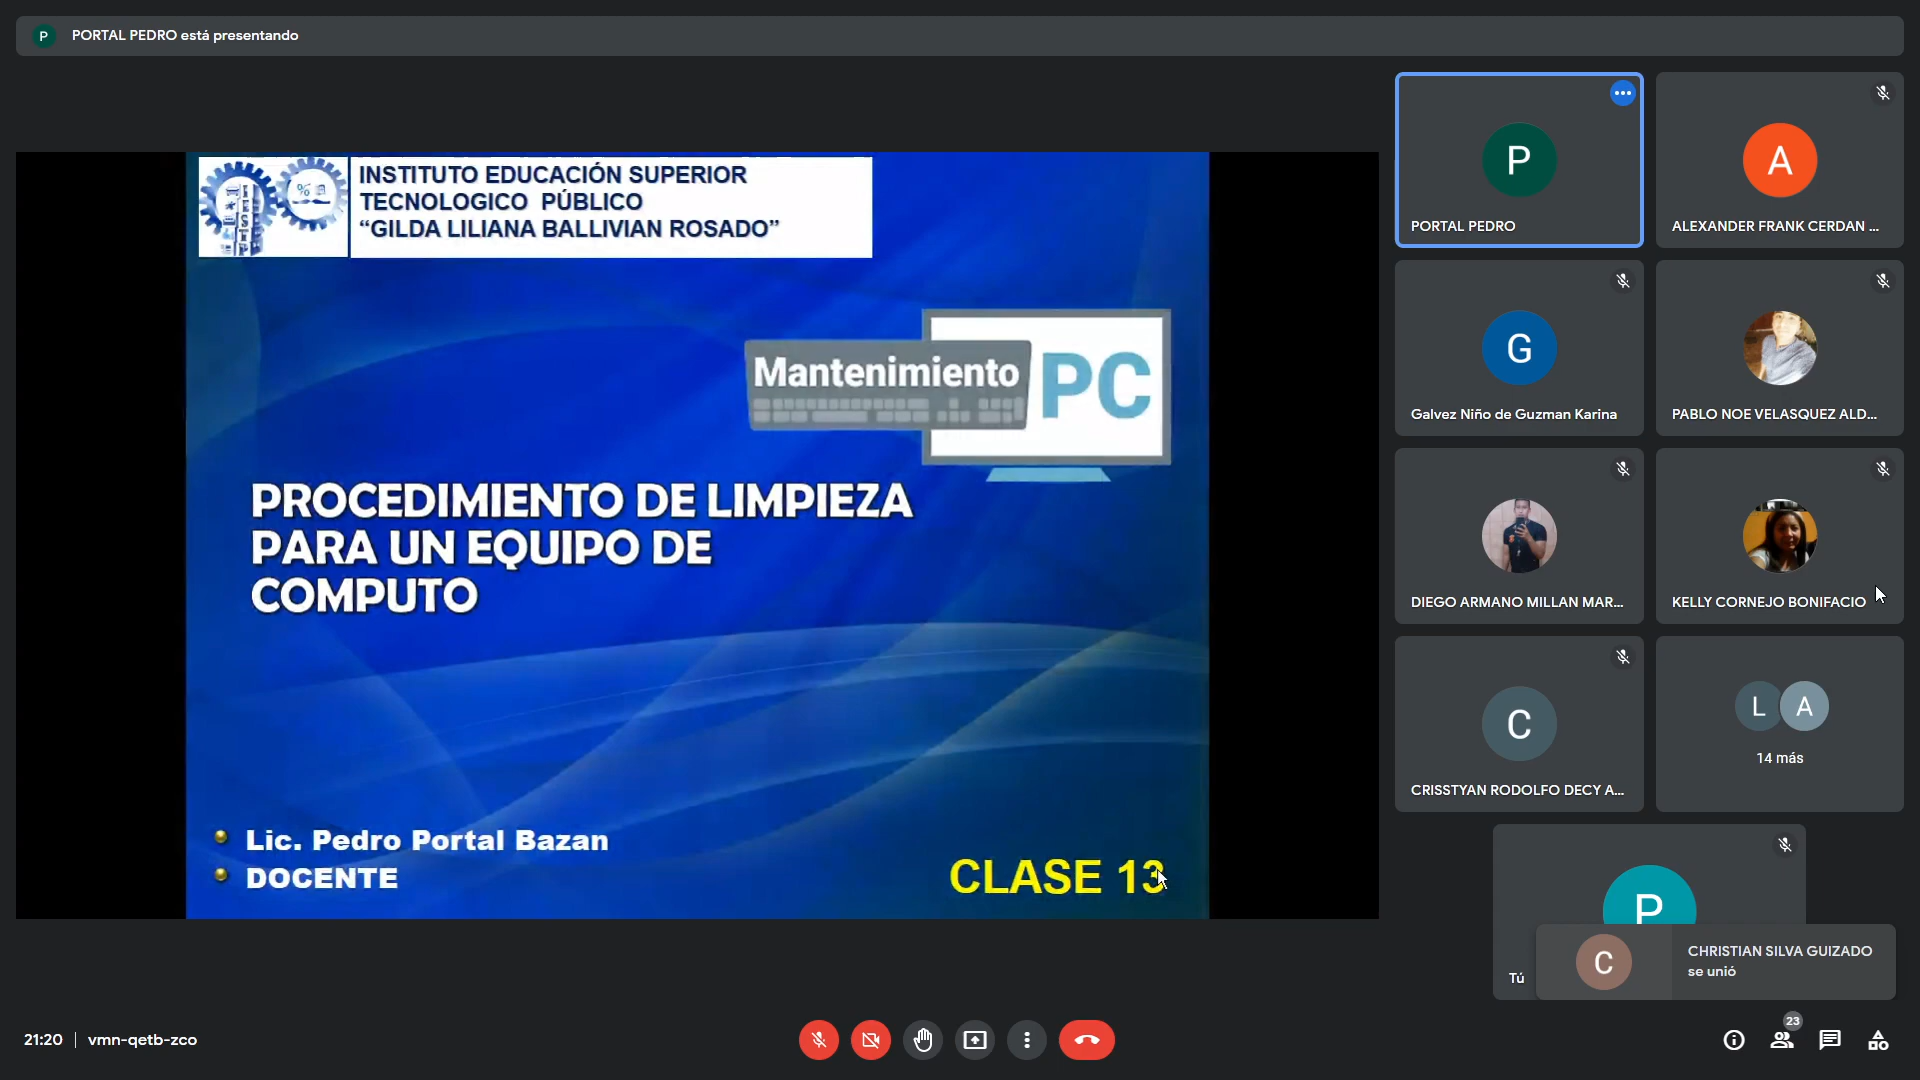 P PORTAL PEDRO está presentando
INSTITUTO EDUCACIÓN SUPERIOR
TECNOLOGICO PÚBLICO
“GILDA LILIANA BALLIVIAN ROSADO”
IESTP
%
Mantenimiento PC
PROCEDIMIENTO DE LIMPIEZA
PARA UN EQUIPO DE
COMPUTO
Lic. Pedro Portal Bazan
DOCENTE
CLASE 13
P
PORTAL PEDRO
A
ALEXANDER FRANK CERDAN ...
G
Galvez Niño de Guzman Karina
PABLO NOE VELASQUEZ ALD...
DIEGO ARMANO MILLAN MAR...
KELLY CORNEJO BONIFACIO
C
CRISSTYAN RODOLFO DECY A...
L A
14 más
P
Tú
C
CHRISTIAN SILVA GUIZADO
se unió
21:20 | vmn-qetb-zco
23